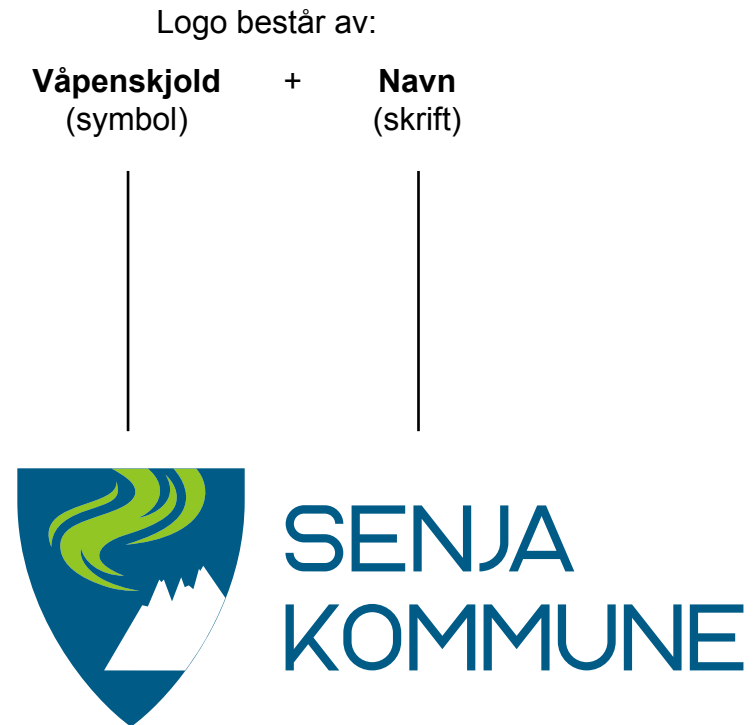 Logo består av:
Våpenskjold + Navn
(symbol) (skrift)
SENJA
KOMMUNE